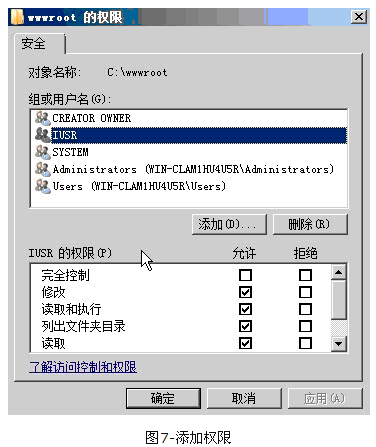 wwwroot 的权限
安全
对象名称: C:\wwwroot
组或用户名(G):
CREATOR OWNER
IUSR
SYSTEM
Administrators (WIN-CLAM1HU4U5R\Administrators)
Users (WIN-CLAM1HU4U5R\Users)
添加(D)... 删除(R)
IUSR 的权限(P) 允许 拒绝
完全控制
修改
读取和执行
列出文件夹目录
读取
了解访问控制和权限
确定 取消 应用(A)
图7-添加权限